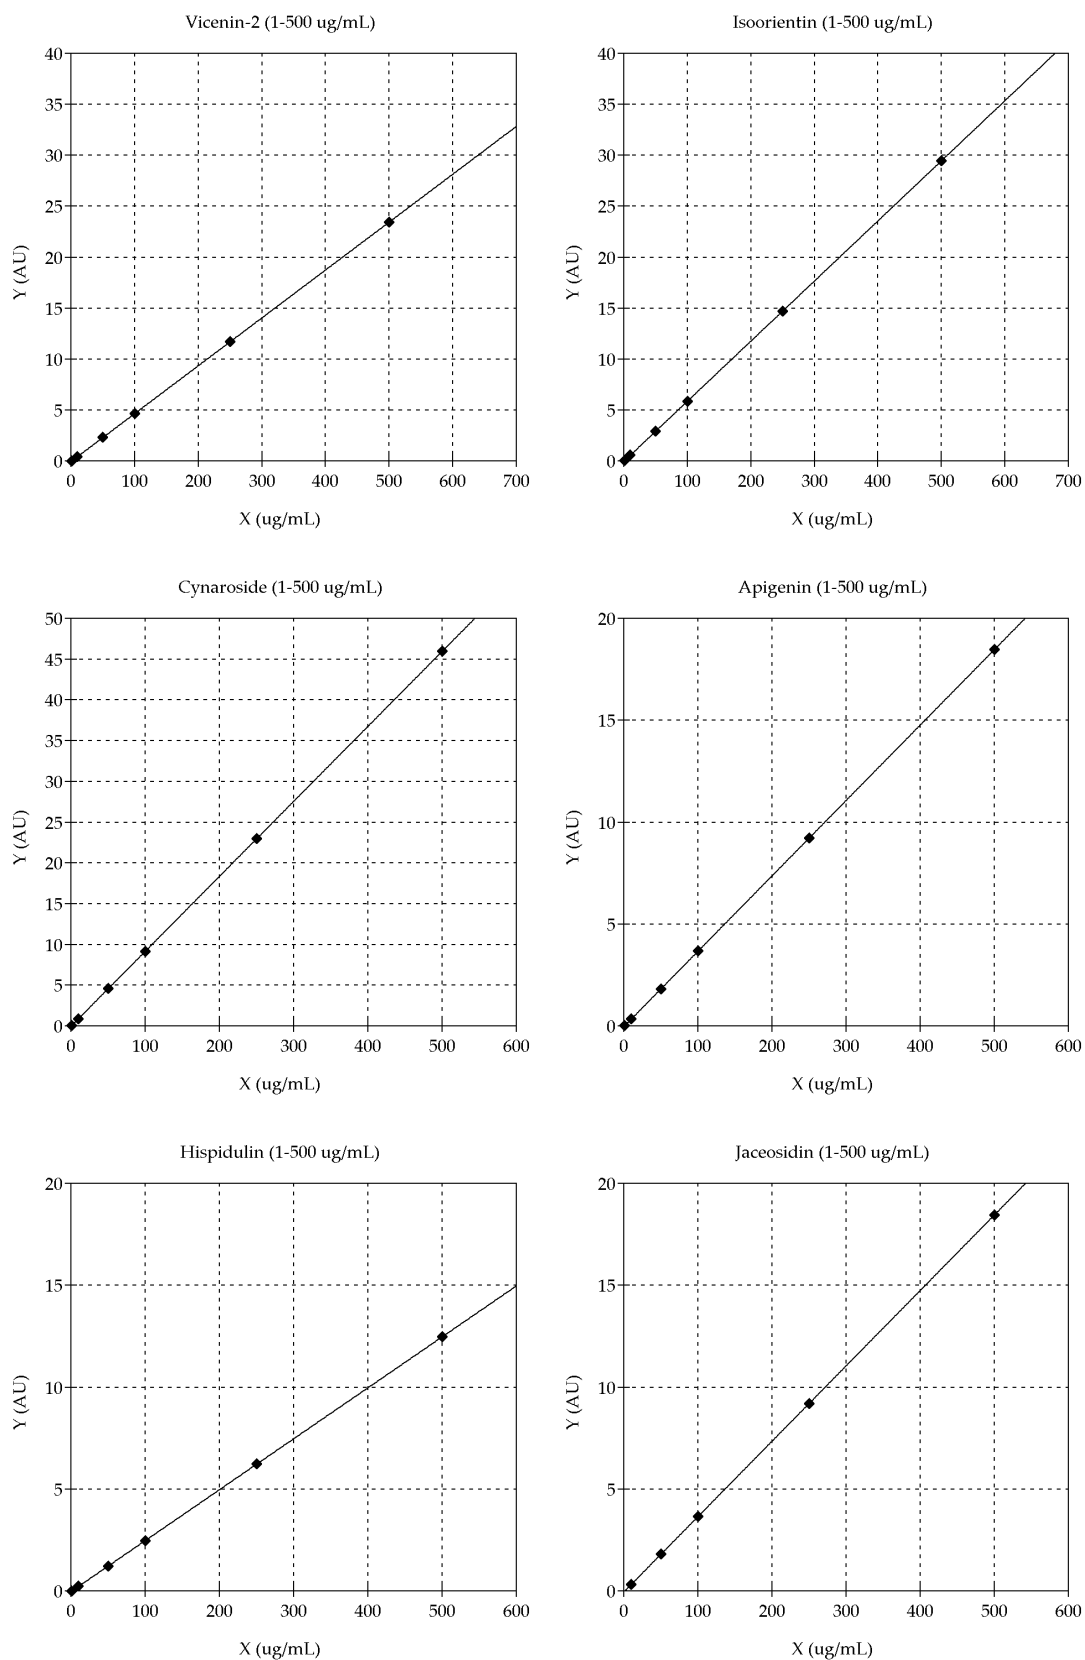 Vicenin-2 (1-500 ug/mL)
40
35
30
25
20
15
10
5
0
Y (AU)
0 100 200 300 400 500 600 700
X (ug/mL)
Isoorientin (1-500 ug/mL)
40
35
30
25
20
15
10
5
0
Y (AU)
0 100 200 300 400 500 600 700
X (ug/mL)
Cynaroside (1-500 ug/mL)
50
45
40
35
30
25
20
15
10
5
0
Y (AU)
0 100 200 300 400 500 600
X (ug/mL)
Apigenin (1-500 ug/mL)
20
15
10
5
0
Y (AU)
0 100 200 300 400 500 600
X (ug/mL)
Hispidulin (1-500 ug/mL)
20
15
10
5
0
Y (AU)
0 100 200 300 400 500 600
X (ug/mL)
Jaceosidin (1-500 ug/mL)
20
15
10
5
0
Y (AU)
0 100 200 300 400 500 600
X (ug/mL)